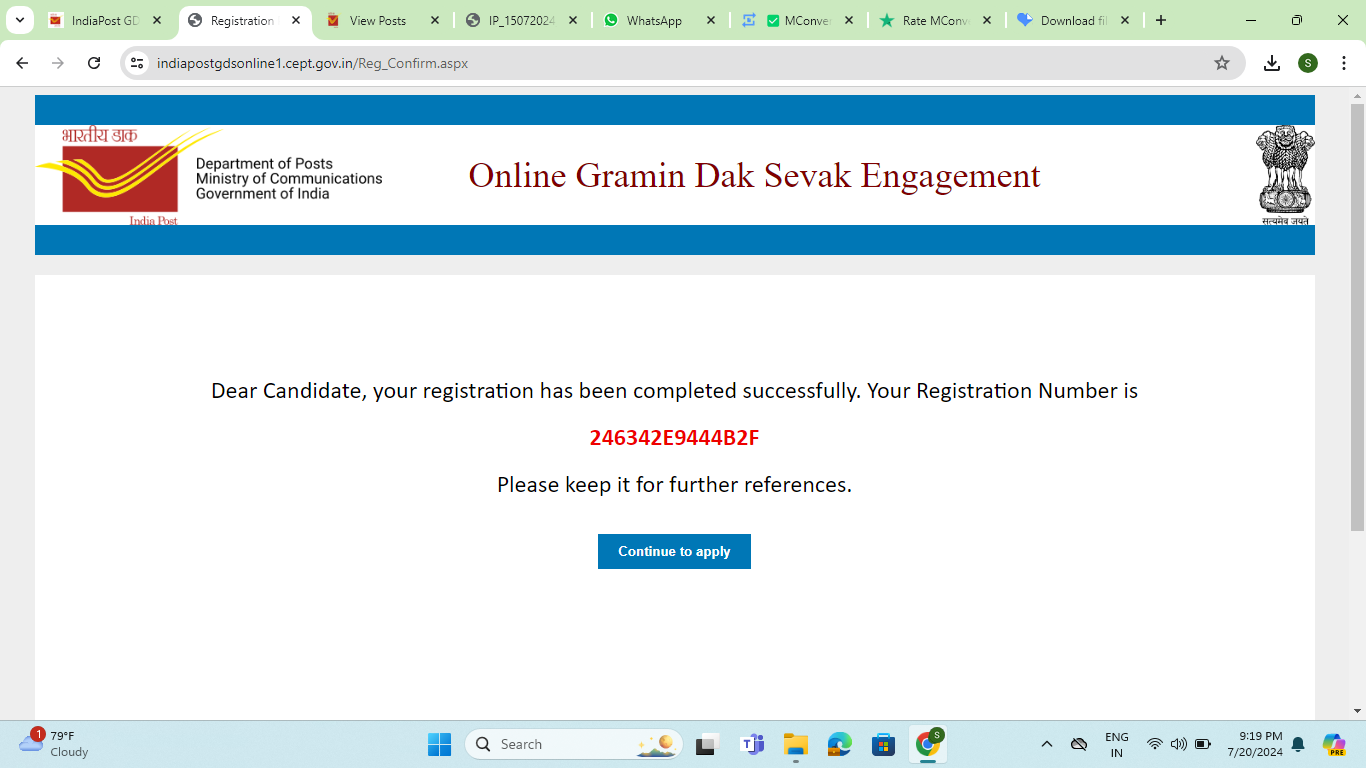 IndiaPost GD
Registration
View Posts
IP_15072024
WhatsApp
MConver
Rate MConv
Download fil
indiapostgdsonline1.cept.gov.in/Reg_Confirm.aspx
S
भारतीय डाक
India Post
Department of Posts
Ministry of Communications
Government of India
Online Gramin Dak Sevak Engagement
सत्यमेव जयते
Dear Candidate, your registration has been completed successfully. Your Registration Number is
246342E9444B2F
Please keep it for further references.
Continue to apply
1
79°F
Cloudy
Search
S
ENG
IN
9:19 PM
7/20/2024
PRE